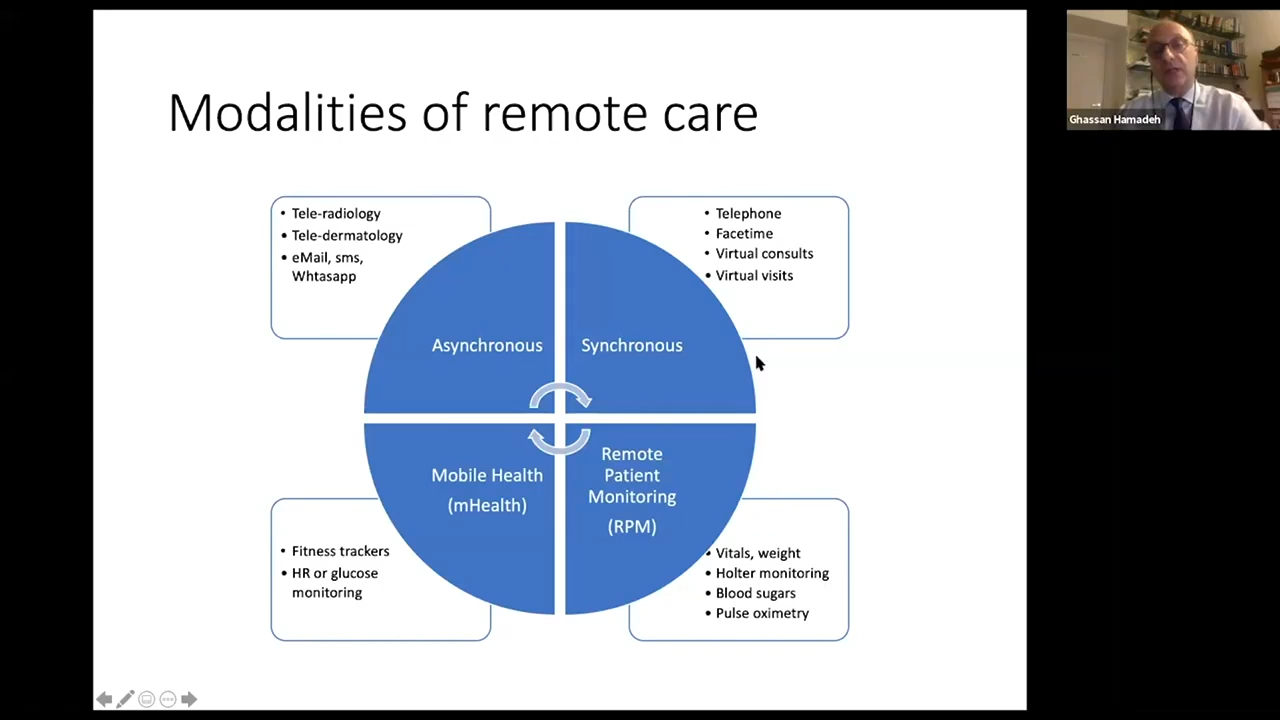 Modalities of remote care
• Tele-radiology
• Tele-dermatology
• eMail, sms,
Whtasapp
• Telephone
• Facetime
• Virtual consults
• Virtual visits
Asynchronous
Synchronous
Mobile Health
(mHealth)
Remote
Patient
Monitoring
(RPM)
• Fitness trackers
• HR or glucose
monitoring
• Vitals, weight
• Holter monitoring
• Blood sugars
• Pulse oximetry
Ghassan Hamadeh